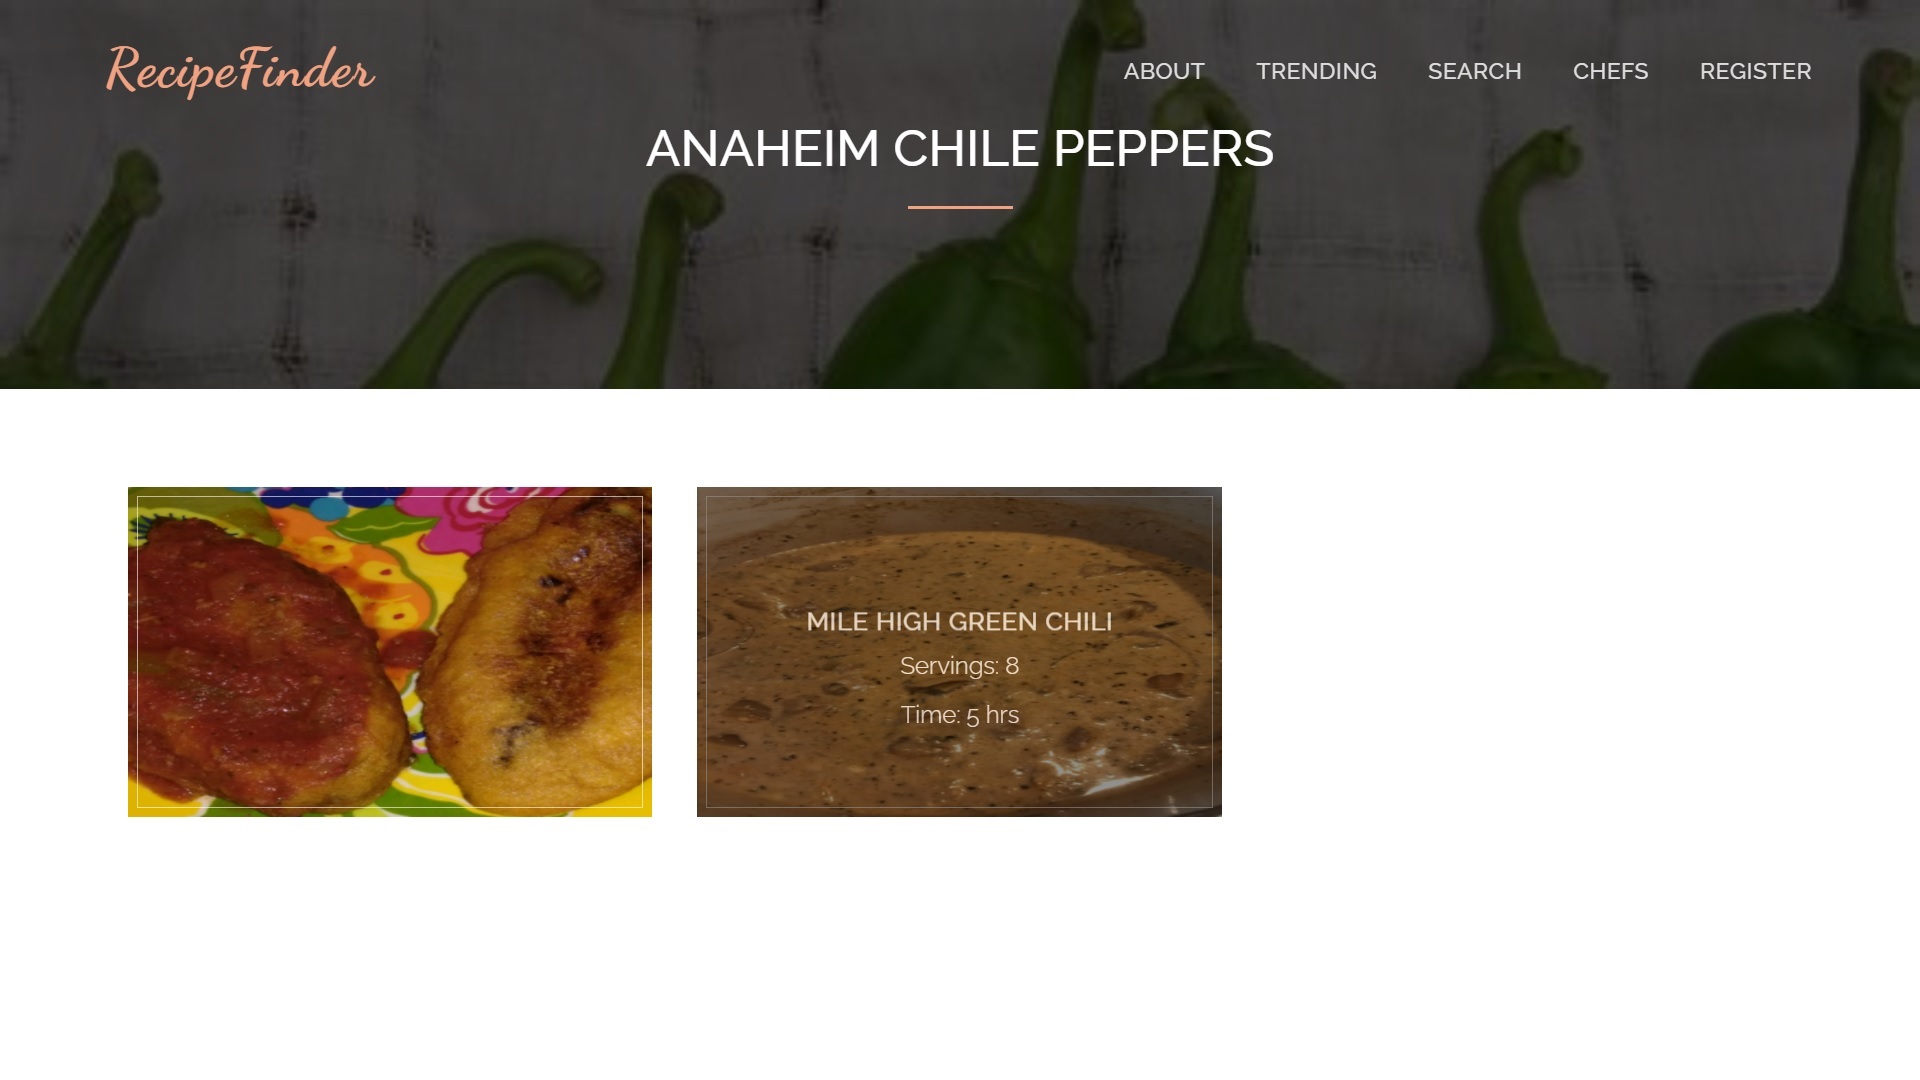 RecipeFinder
ABOUT TRENDING SEARCH CHEFS REGISTER
ANAHEIM CHILE PEPPERS
MILE HIGH GREEN CHILI
Servings: 8
Time: 5 hrs